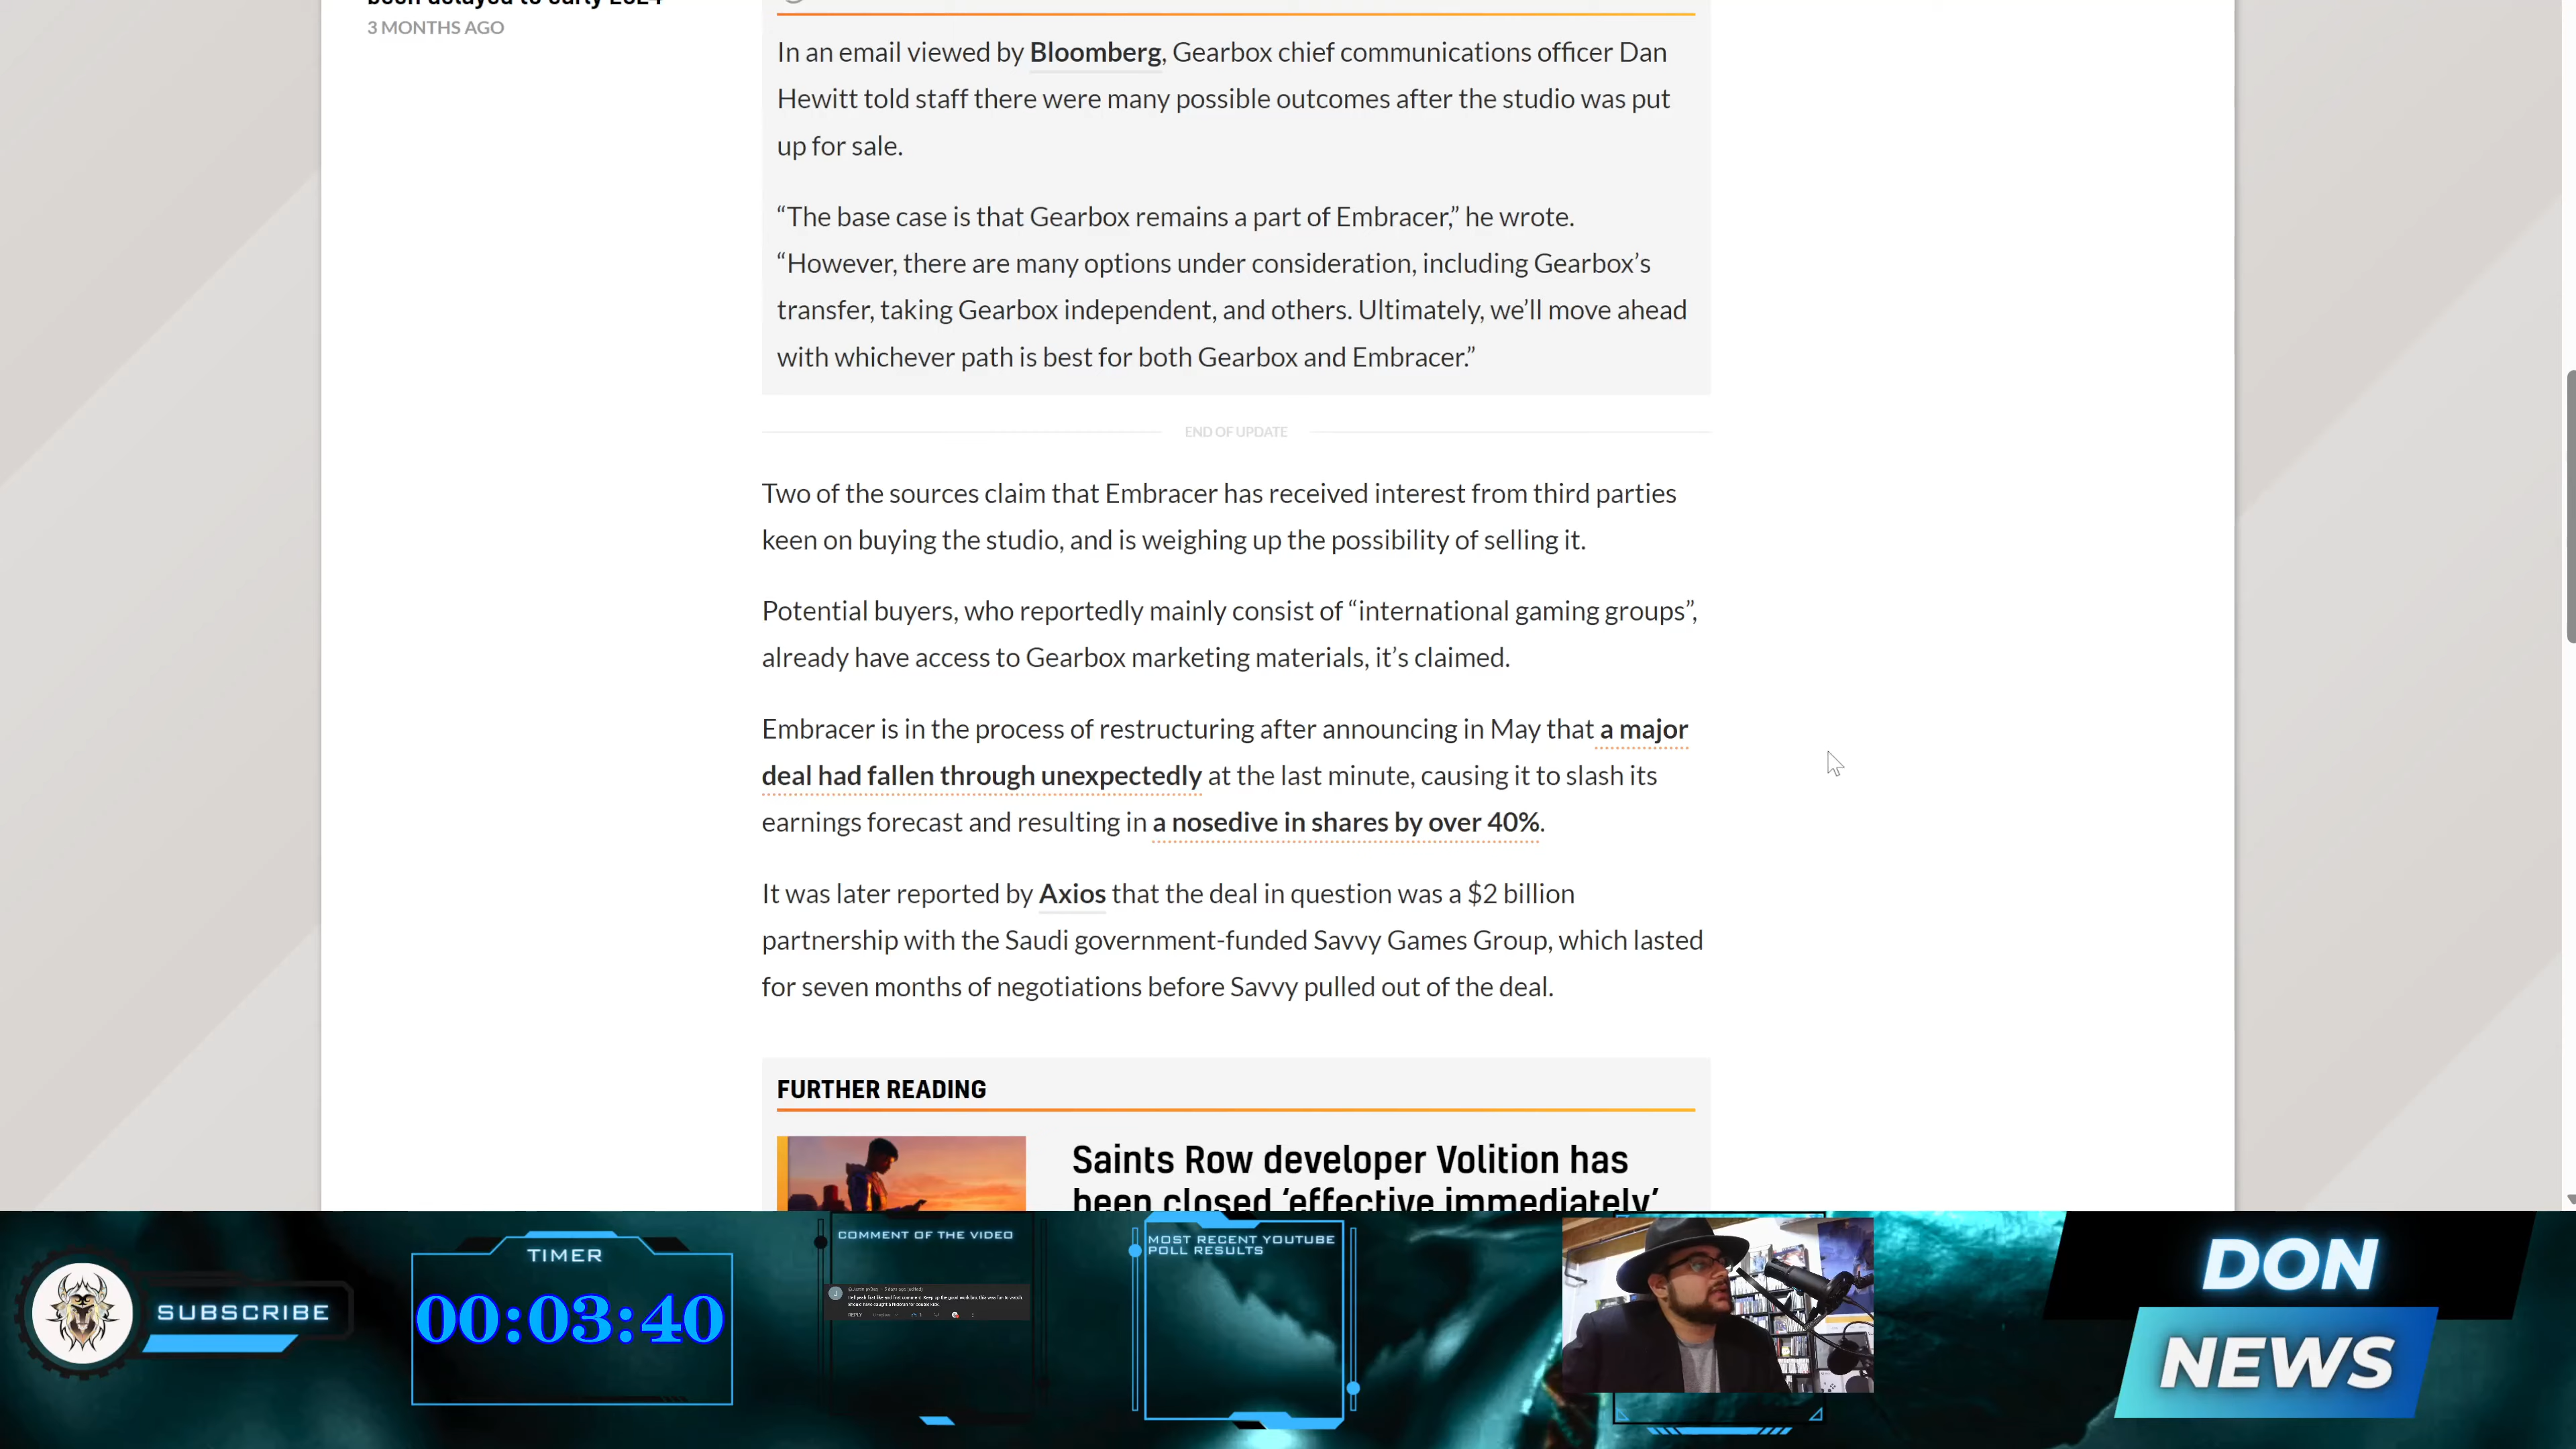 3 MONTHS AGO
In an email viewed by Bloomberg, Gearbox chief communications officer Dan
Hewitt told staff there were many possible outcomes after the studio was put
up for sale.
“The base case is that Gearbox remains a part of Embracer,” he wrote.
“However, there are many options under consideration, including Gearbox’s
transfer, taking Gearbox independent, and others. Ultimately, we’ll move ahead
with whichever path is best for both Gearbox and Embracer.”
END OF UPDATE
Two of the sources claim that Embracer has received interest from third parties
keen on buying the studio, and is weighing up the possibility of selling it.
Potential buyers, who reportedly mainly consist of “international gaming groups”,
already have access to Gearbox marketing materials, it’s claimed.
Embracer is in the process of restructuring after announcing in May that a major
deal had fallen through unexpectedly at the last minute, causing it to slash its
earnings forecast and resulting in a nosedive in shares by over 40%.
It was later reported by Axios that the deal in question was a $2 billion
partnership with the Saudi government-funded Savvy Games Group, which lasted
for seven months of negotiations before Savvy pulled out of the deal.
FURTHER READING
Saints Row developer Volition has
been closed ‘effective immediately’
SUBSCRIBE
TIMER
00:03:40
COMMENT OF THE VIDEO
REPLY
MOST RECENT YOUTUBE
POLL RESULTS
DON
NEWS